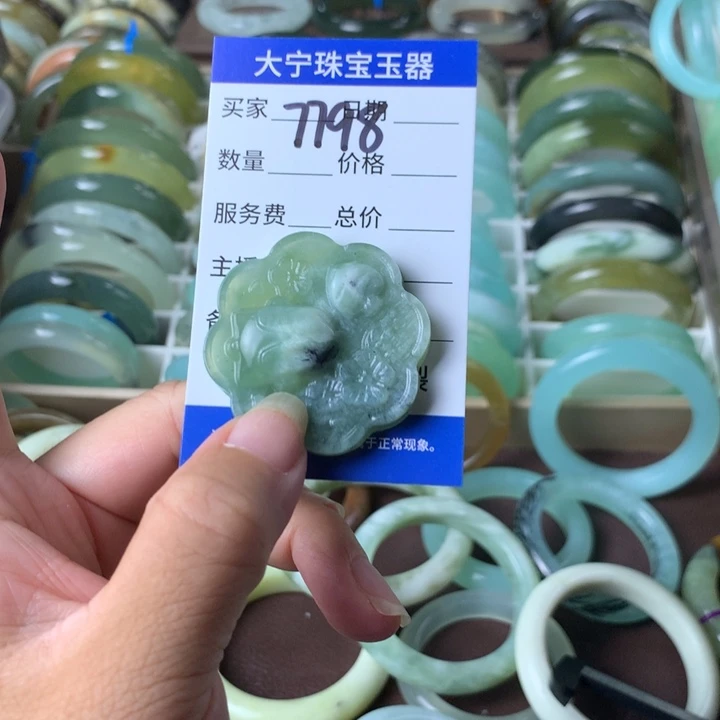 大宁珠宝玉器
买家 日期
7798
数量 价格
服务费 总价
主播
于正常现象。